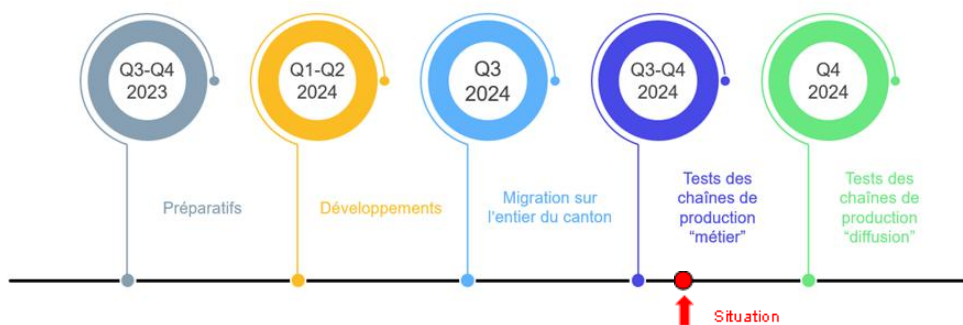 Q3-Q4
2023
Q1-Q2
2024
Q3
2024
Q3-Q4
2024
Q4
2024
Préparatifs
Développements
Migration sur
l'entier du canton
Tests des
chaînes de
production
“métier”
Tests des
chaînes de
production
“diffusion”
Situation